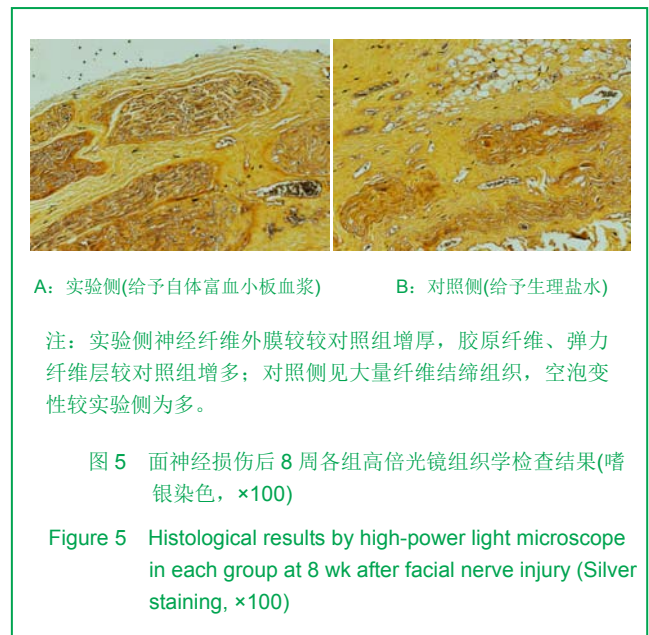 A：实验侧(给予自体富血小板血浆) B：对照侧(给予生理盐水)
注：实验侧神经纤维外膜较较对照组增厚，胶原纤维、弹力
纤维层较对照组增多；对照侧见大量纤维结缔组织，空泡变
性较实验侧为多。
图 5 面神经损伤后 8 周各组高倍光镜组织学检查结果(嗜
银染色，×100)
Figure 5 Histological results by high-power light microscope
in each group at 8 wk after facial nerve injury (Silver
staining, ×100)